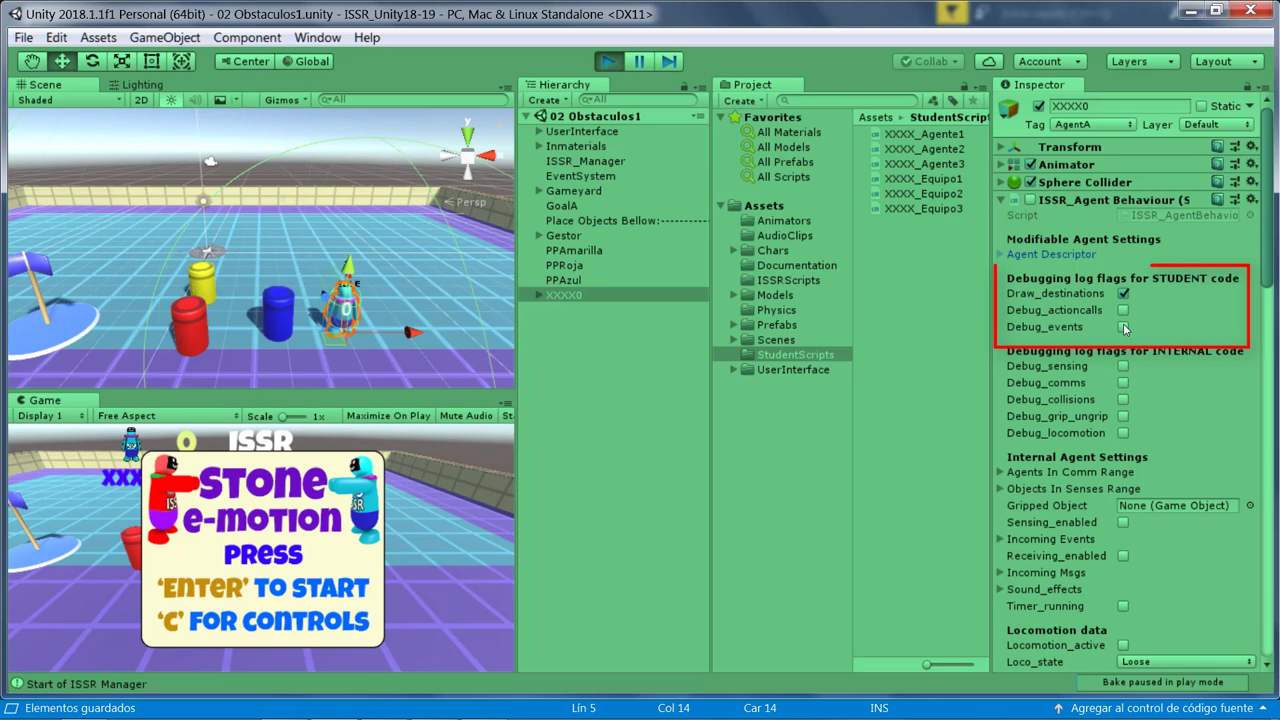 Unity 2018.1.1f1 Personal (64bit) - 02 Obstaculos1.unity - ISSR_Unity18-19 - PC, Mac & Linux Standalone <DX11>
File Edit Assets GameObject Component Window Help
Center Global Collab Account Layers Layout
Scene Lighting
Shaded 2D Gizmos All
Persp
0
Game
Display 1 Free Aspect Scale 1x Maximize On Play Mute Audio St
0 ISSR
XXX
STONE
e-motion
PRESS
'ENTER' TO START
'C' FOR CONTROLS
Hierarchy
Create All
02 Obstaculos1
UserInterface
Inmaterials
ISSR_Manager
EventSystem
Gameyard
GoalA
Place Objects Bellow:-----------
Gestor
PPAmarilla
PPRoja
PPAzul
XXXX0
Project
Create
Favorites
All Materials
All Models
All Prefabs
All Scripts
Assets
Animators
AudioClips
Chars
Documentation
ISSRScripts
Models
Physics
Prefabs
Scenes
StudentScripts
UserInterface
Assets StudentScript
XXXX_Agente1
XXXX_Agente2
XXXX_Agente3
XXXX_Equipo1
XXXX_Equipo2
XXXX_Equipo3
Inspector
XXXX0 Static
Tag AgentA Layer Default
Transform
Animator
Sphere Collider
ISSR_Agent Behaviour (S
Script ISSR_AgentBehavio
Modifiable Agent Settings
Agent Descriptor
Debugging log flags for STUDENT code
Draw_destinations
Debug_actioncalls
Debug_events
Debugging log flags for INTERNAL code
Debug_sensing
Debug_comms
Debug_collisions
Debug_grip_ungrip
Debug_locomotion
Internal Agent Settings
Agents In Comm Range
Objects In Senses Range
Gripped Object None (Game Object)
Sensing_enabled
Incoming Events
Receiving_enabled
Incoming Msgs
Sound_effects
Timer_running
Locomotion data
Locomotion_active
Loco_state Loose
Start of ISSR Manager
Bake paused in play mode
Elementos guardados Lín 5 Col 14 Car 14 INS Agregar al control de código fuente